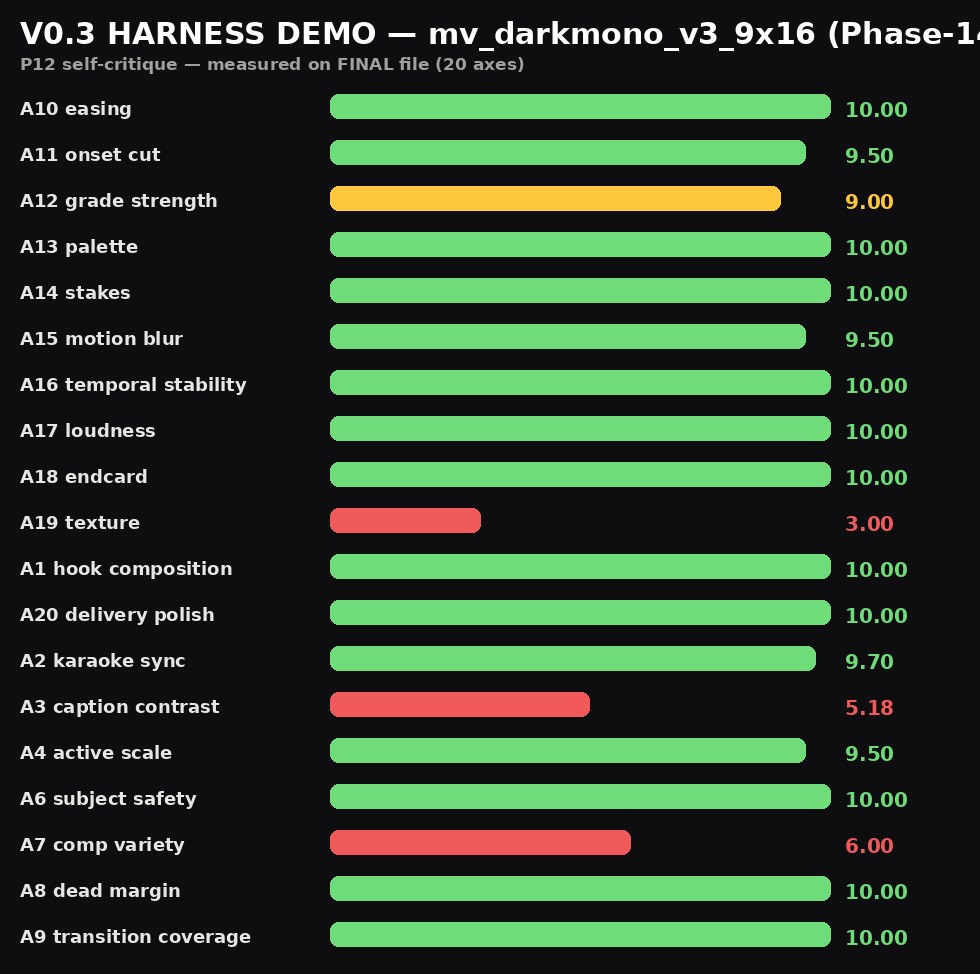 V0.3 HARNESS DEMO — mv_darkmono_v3_9x16 (Phase-14
P12 self-critique — measured on FINAL file (20 axes)
A10 easing 10.00
A11 onset cut 9.50
A12 grade strength 9.00
A13 palette 10.00
A14 stakes 10.00
A15 motion blur 9.50
A16 temporal stability 10.00
A17 loudness 10.00
A18 endcard 10.00
A19 texture 3.00
A1 hook composition 10.00
A20 delivery polish 10.00
A2 karaoke sync 9.70
A3 caption contrast 5.18
A4 active scale 9.50
A6 subject safety 10.00
A7 comp variety 6.00
A8 dead margin 10.00
A9 transition coverage 10.00